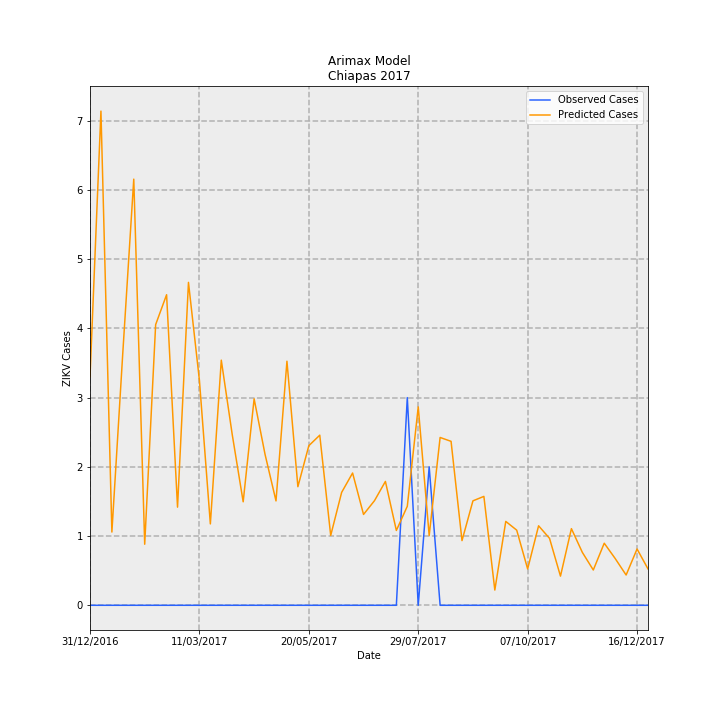 Arimax Model
Chiapas 2017
Observed Cases
Predicted Cases
ZIKV Cases
7
6
5
4
3
2
1
0
31/12/2016
11/03/2017
20/05/2017
29/07/2017
07/10/2017
16/12/2017
Date